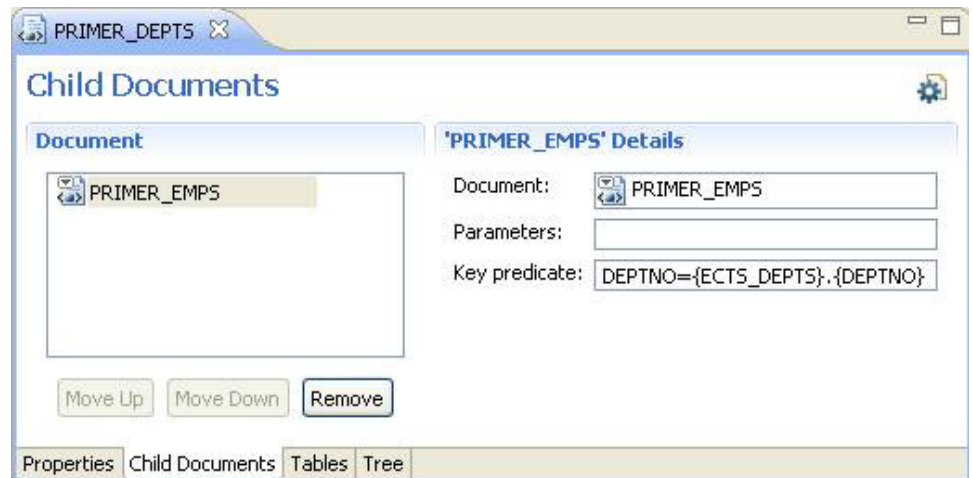 PRIMER_DEPTS
Child Documents
Document
PRIMER_EMPS
Move Up Move Down Remove
'PRIMER_EMPS' Details
Document: PRIMER_EMPS
Parameters:
Key predicate: DEPTNO={ECTS_DEPTS}.{DEPTNO}
Properties Child Documents Tables Tree